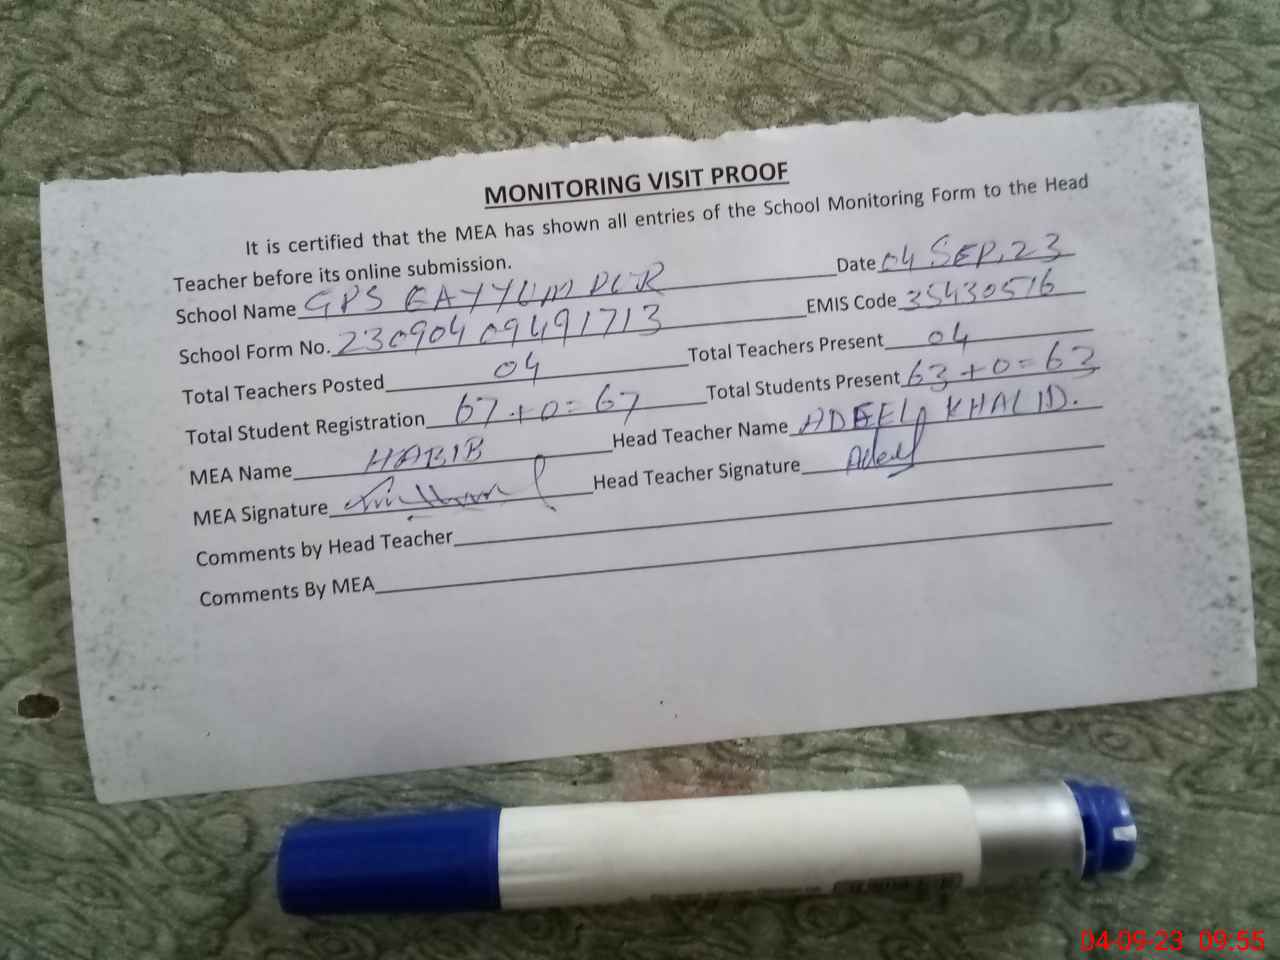 MONITORING VISIT PROOF
It is certified that the MEA has shown all entries of the School Monitoring Form to the Head
Teacher before its online submission.
School Name GPS QAYYUM PUR Date 04 SEP, 23
School Form No. 230904 09491713 EMIS Code 35430516
Total Teachers Posted 04 Total Teachers Present 04
Total Student Registration 67+0=67 Total Students Present 63+0=63
MEA Name HABIB Head Teacher Name ADEELA KHALID.
MEA Signature Head Teacher Signature Adeel
Comments by Head Teacher
Comments By MEA
04-09-23 09:55